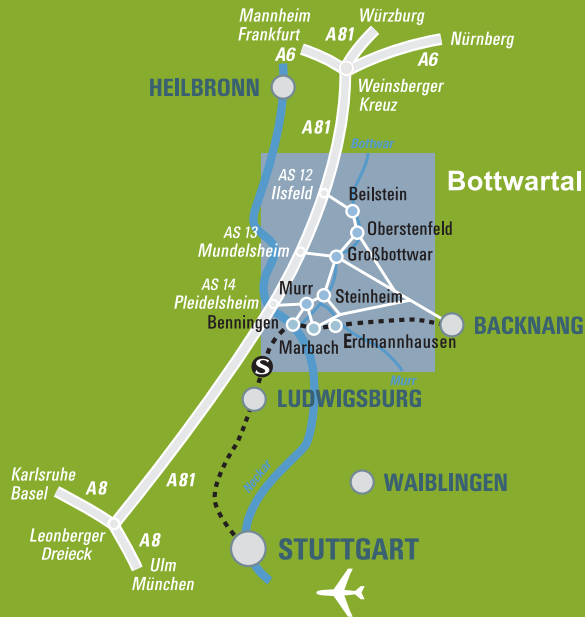 Mannheim
Frankfurt
A6
A81
Würzburg
Nürnberg
A6
Weinsberger
Kreuz
HEILBRONN
A81
Bottwar
Bottwartal
AS 12
Ilsfeld
Beilstein
Oberstenfeld
AS 13
Mundelsheim
Großbottwar
AS 14
Pleidelsheim
Murr
Steinheim
Benningen
Marbach
Erdmannhausen
BACKNANG
Murr
S
LUDWIGSBURG
Karlsruhe
Basel
A8
A81
Neckar
WAIBLINGEN
Leonberger
Dreieck
A8
Ulm
München
STUTTGART